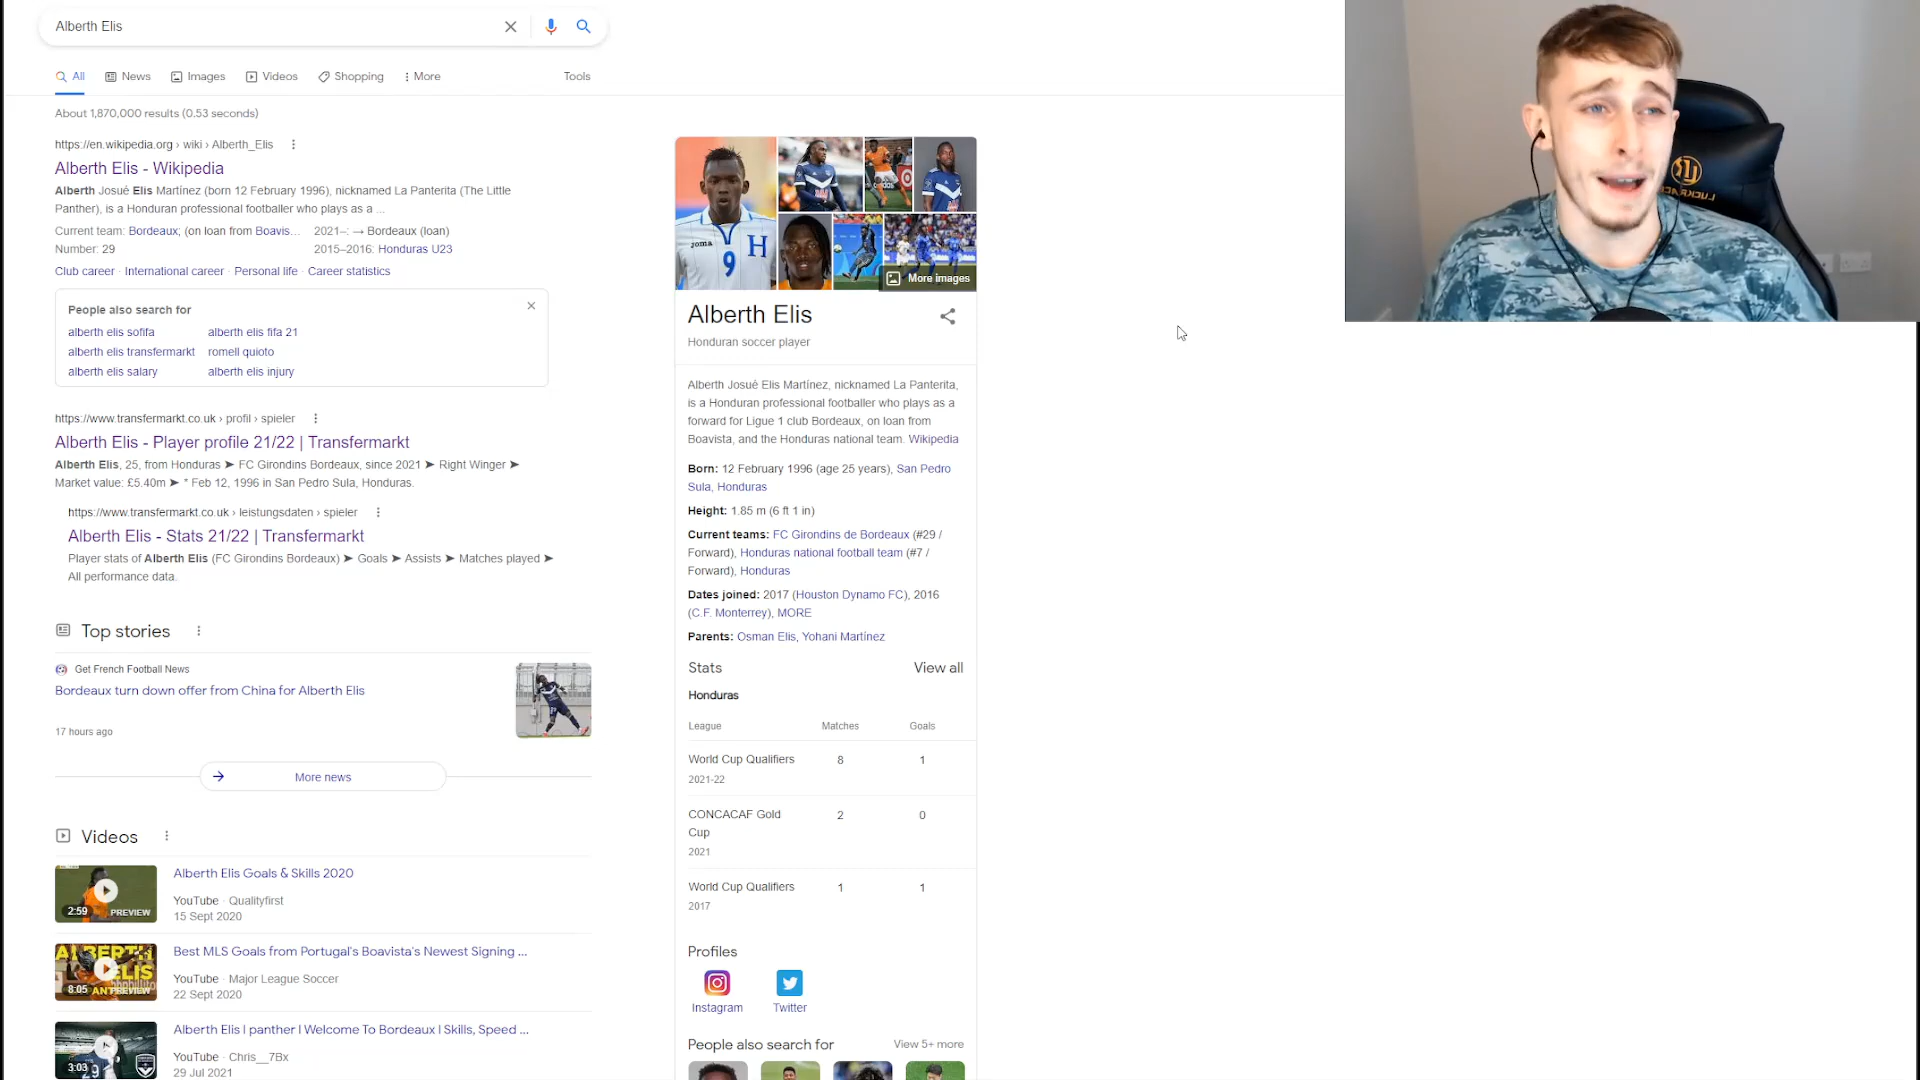 Alberth Elis
All
News
Images
Videos
Shopping
More
Tools
About 1,870,000 results (0.53 seconds)
https://en.wikipedia.org › wiki › Alberth_Elis
Alberth Elis - Wikipedia
Alberth Josué Elis Martínez (born 12 February 1996), nicknamed La Panterita (The Little
Panther), is a Honduran professional footballer who plays as a ...
Current team: Bordeaux; (on loan from Boavis... 2021–: → Bordeaux (loan)
Number: 29 2015–2016: Honduras U23
Club career · International career · Personal life · Career statistics
People also search for
alberth elis sofifa alberth elis fifa 21
alberth elis transfermarkt romell quioto
alberth elis salary alberth elis injury
https://www.transfermarkt.co.uk › profil › spieler
Alberth Elis - Player profile 21/22 | Transfermarkt
Alberth Elis, 25, from Honduras ➤ FC Girondins Bordeaux, since 2021 ➤ Right Winger ➤
Market value: £5.40m ➤ * Feb 12, 1996 in San Pedro Sula, Honduras.
https://www.transfermarkt.co.uk › leistungsdaten › spieler
Alberth Elis - Stats 21/22 | Transfermarkt
Player stats of Alberth Elis (FC Girondins Bordeaux) ➤ Goals ➤ Assists ➤ Matches played ➤
All performance data.
Top stories
Get French Football News
Bordeaux turn down offer from China for Alberth Elis
17 hours ago
More news
Videos
2:59 PREVIEW
Alberth Elis Goals & Skills 2020
YouTube · Qualityfirst
15 Sept 2020
ALBERTH
ELIS
8:05 PREVIEW
Best MLS Goals from Portugal's Boavista's Newest Signing ...
YouTube · Major League Soccer
22 Sept 2020
29
3:03
Alberth Elis | panther | Welcome To Bordeaux | Skills, Speed ...
YouTube · Chris__7Bx
29 Jul 2021
joma H
9
More images
Alberth Elis
Honduran soccer player
Alberth Josué Elis Martínez, nicknamed La Panterita,
is a Honduran professional footballer who plays as a
forward for Ligue 1 club Bordeaux, on loan from
Boavista, and the Honduras national team. Wikipedia
Born: 12 February 1996 (age 25 years), San Pedro
Sula, Honduras
Height: 1.85 m (6 ft 1 in)
Current teams: FC Girondins de Bordeaux (#29 /
Forward), Honduras national football team (#7 /
Forward), Honduras
Dates joined: 2017 (Houston Dynamo FC), 2016
(C.F. Monterrey), MORE
Parents: Osman Elis, Yohani Martínez
Stats View all
Honduras
League Matches Goals
World Cup Qualifiers 8 1
2021-22
CONCACAF Gold 2 0
Cup
2021
World Cup Qualifiers 1 1
2017
Profiles
Instagram Twitter
People also search for View 5+ more